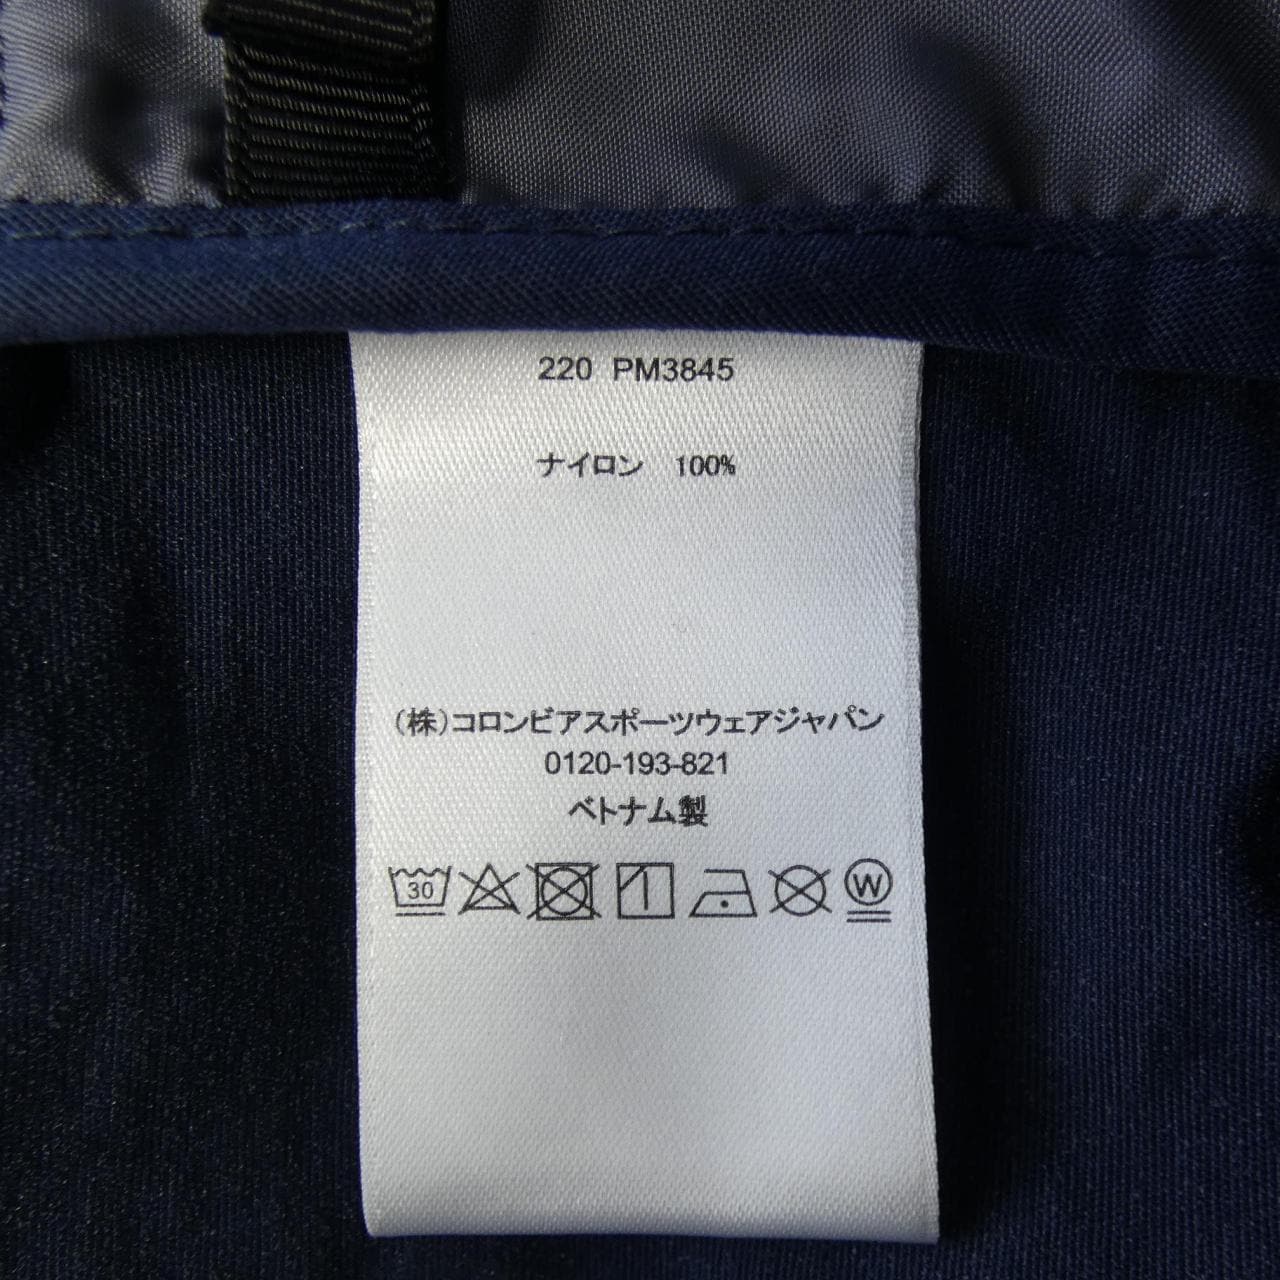 220 PM3845
ナイロン 100%
(株)コロンビアスポーツウェアジャパン
0120-193-821
ベトナム製
30 W